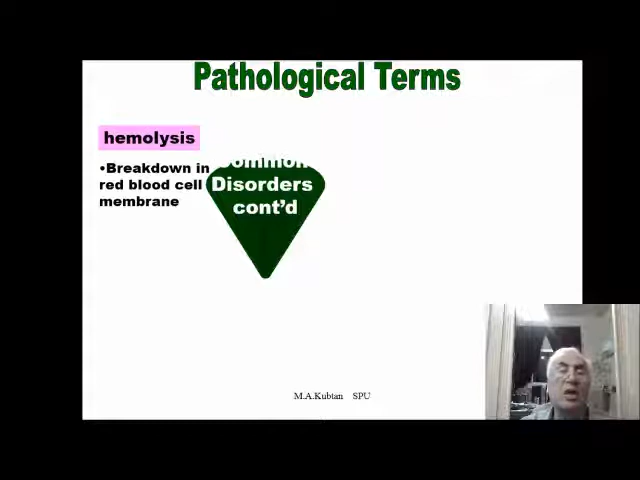 Pathological Terms
hemolysis
•Breakdown in
red blood cell
membrane
Common
Disorders
cont’d
M.A.Kubtan SPU